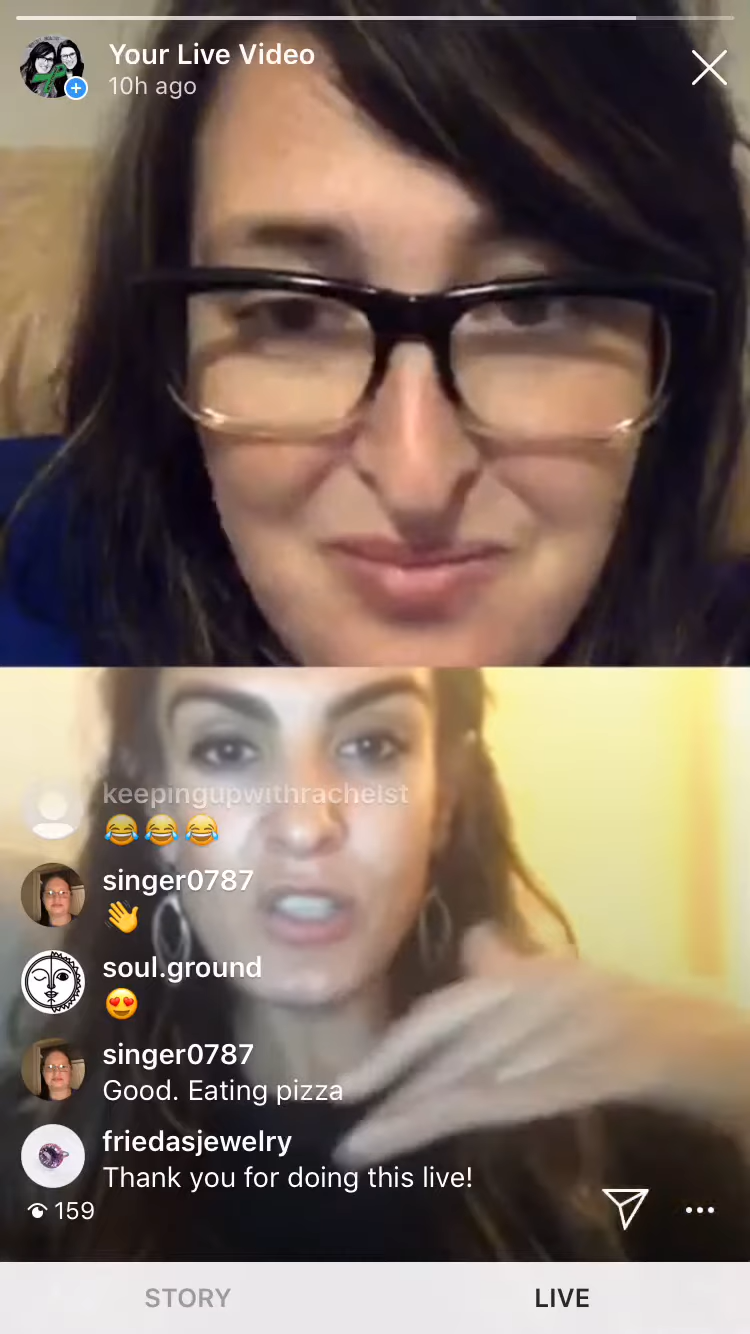 Your Live Video
10h ago
keepingupwithrachelst
😂😂😂
singer0787
👋
soul.ground
😍
singer0787
Good. Eating pizza
friedasjewelry
Thank you for doing this live!
159
STORY
LIVE